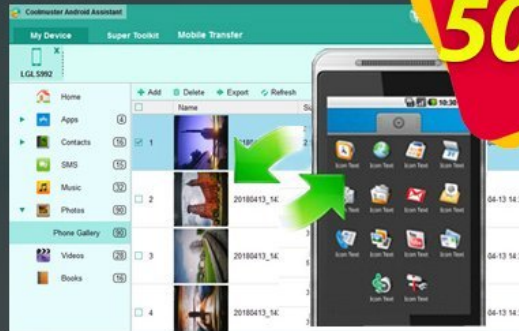 Coolmuster Android Assistant
50
My Device
Super Toolkit
Mobile Transfer
LGLS992
X
Home
Apps
4
Contacts
16
SMS
15
Music
32
Photos
90
Phone Gallery
90
Videos
28
Books
16
Add
Delete
Export
Refresh
Name
1
2
20180413_14
04-13 14:
3
20180413_14:
4
20180413_14:
04-13 14:
10:30
Icon Text Icon Text Icon Text Icon Text
Icon Text Icon Text Icon Text Icon Text
Icon Text Icon Text Icon Text Icon Text
Icon Text Icon Text